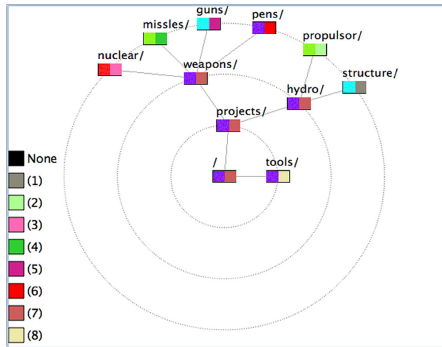 guns/
missles/
pens/
propulsor/
nuclear/
weapons/
structure/
hydro/
projects/
/
tools/
None
(1)
(2)
(3)
(4)
(5)
(6)
(7)
(8)